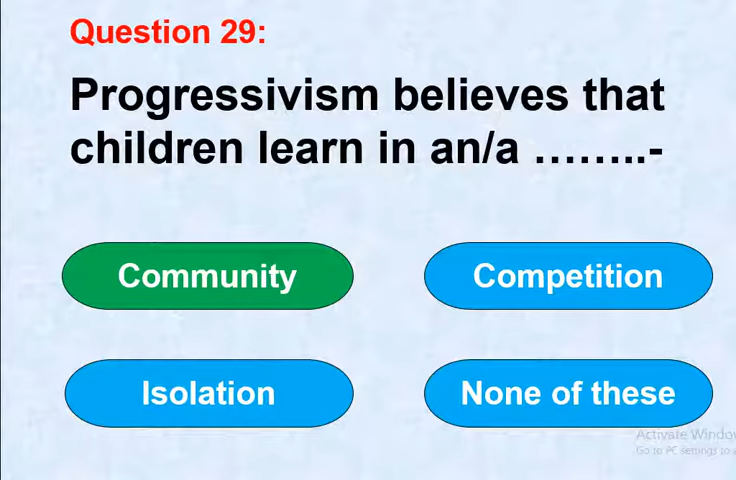 Question 29:
Progressivism believes that
children learn in an/a ……..-
Community
Competition
Isolation
None of these
Activate Window
Go to PC settings to a